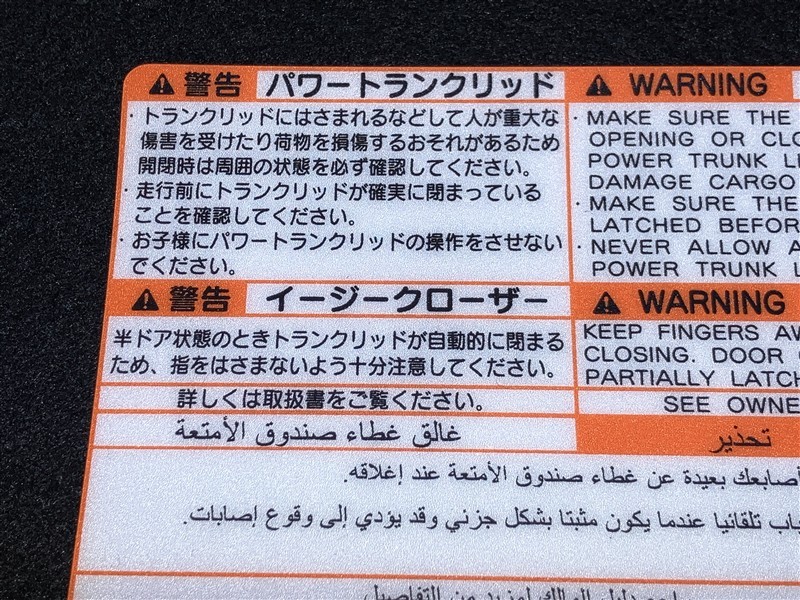 警告 パワートランクリッド
・トランクリッドにはさまれるなどして人が重大な
傷害を受けたり荷物を損傷するおそれがあるため
開閉時は周囲の状態を必ず確認してください。
・走行前にトランクリッドが確実に閉まっている
ことを確認してください。
・お子様にパワートランクリッドの操作をさせない
でください。
WARNING
・MAKE SURE THE
OPENING OR CLO
POWER TRUNK LI
DAMAGE CARGO
・MAKE SURE THE
LATCHED BEFOR
・NEVER ALLOW A
POWER TRUNK L
警告 イージークローザー
半ドア状態のときトランクリッドが自動的に閉まる
ため、指をはさまないよう十分注意してください。
WARNING
KEEP FINGERS AW
CLOSING. DOOR
PARTIALLY LATCH
詳しくは取扱書をご覧ください。
SEE OWNE
تحذير
غالق غطاء صندوق الأمتعة
أصابعك بعيدة عن غطاء صندوق الأمتعة عند إغلاقه.
باب تلقائيا عندما يكون مثبتا بشكل جزئي وقد يؤدي إلى وقوع إصابات.
دليل المالك لمزيد من التفاصيل